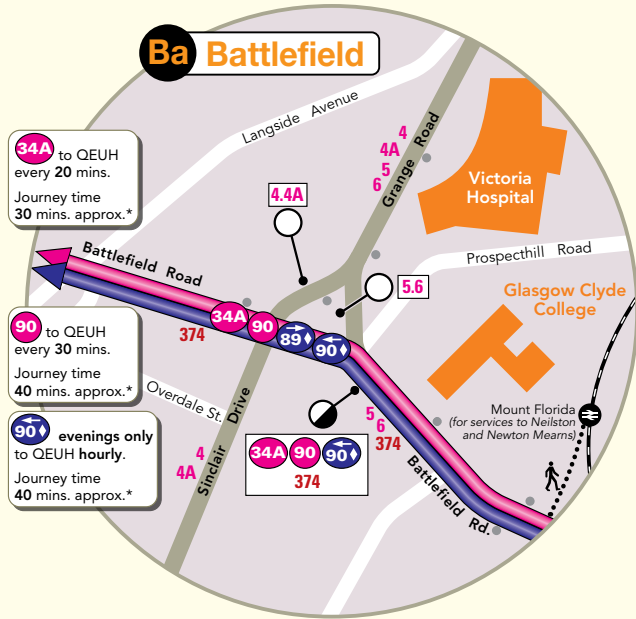 Ba Battlefield
Langside Avenue
34A to QEUH
every 20 mins.
Journey time
30 mins. approx.*
4
4A
5
6
Grange Road
Victoria
Hospital
4.4A
Prospecthill Road
Battlefield Road
5.6
Glasgow Clyde
College
90 to QEUH
every 30 mins.
Journey time
40 mins. approx.*
34A 90 89 90
374
Overdale St.
Mount Florida
(for services to Neilston
and Newton Mearns)
90 evenings only
to QEUH hourly.
Journey time
40 mins. approx.*
4
4A
Sinclair Drive
5
6
374
34A 90 90
374
Battlefield Rd.